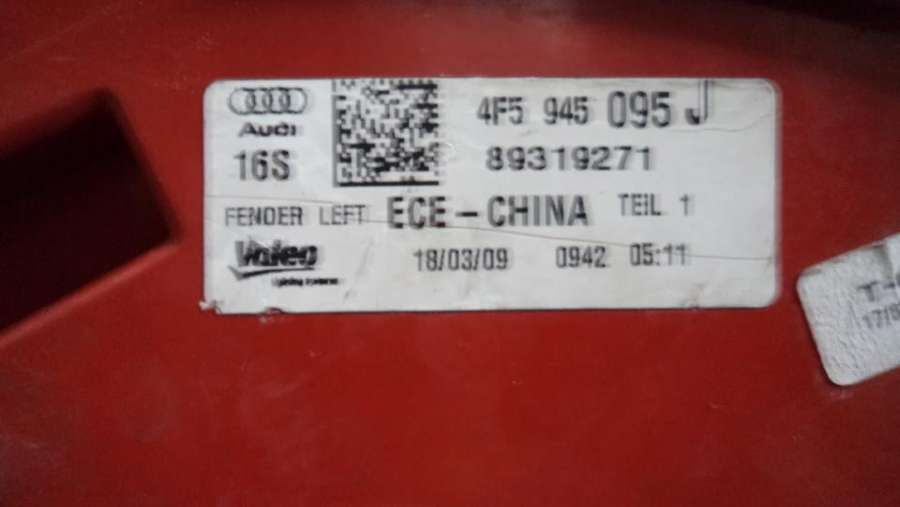 Audi
4F5 945 095 J
16S
89319271
FENDER LEFT ECE-CHINA TEIL 1
Valeo
18/03/09 0942 05:11